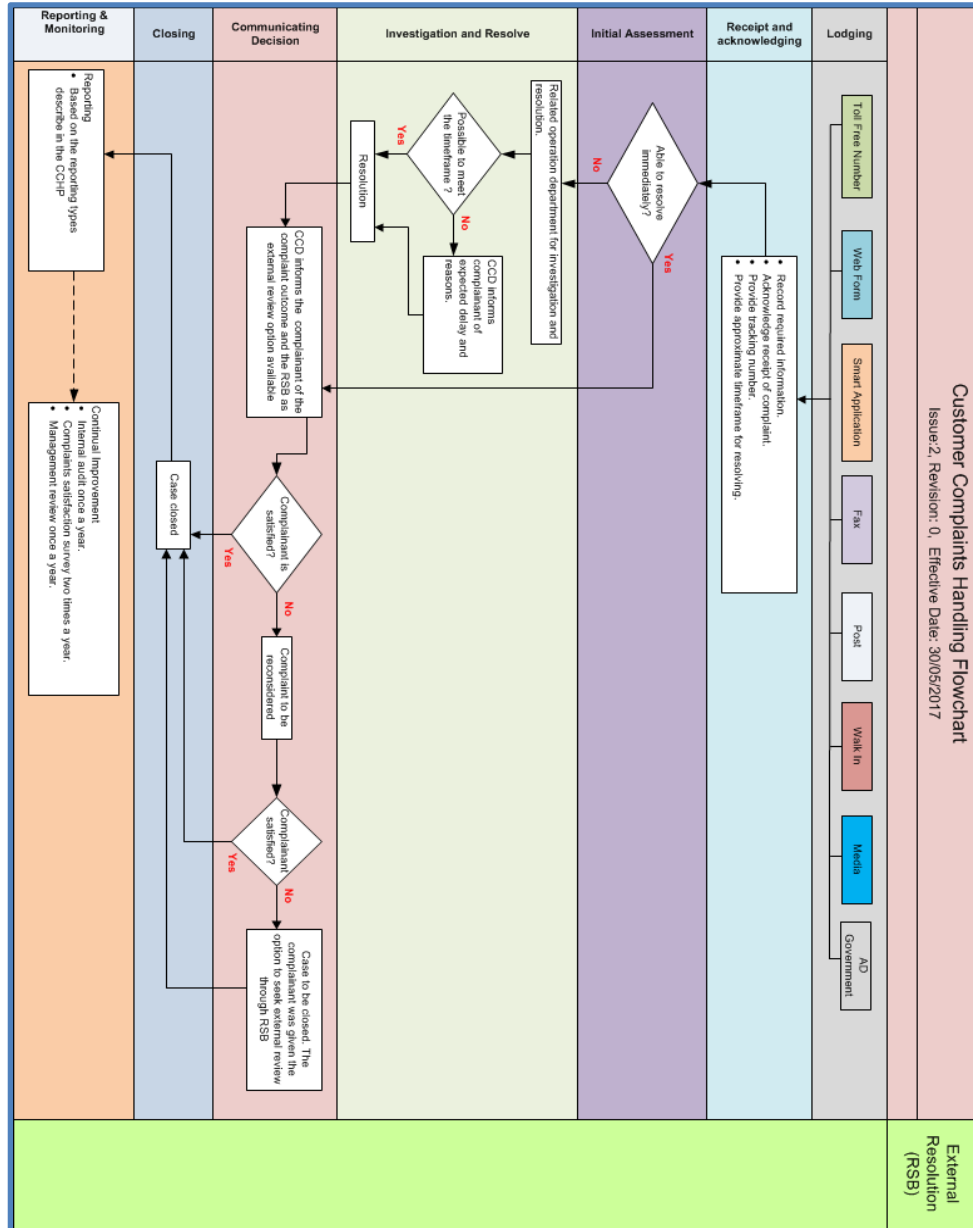 Customer Complaints Handling Flowchart
Issue:2, Revision: 0, Effective Date: 30/05/2017
External
Resolution
(RSB)
Lodging
Toll Free Number
Web Form
Smart Application
Fax
Post
Walk In
Media
AD
Government
Receipt and
acknowledging
• Record required information.
• Acknowledge receipt of complaint.
• Provide tracking number.
• Provide approximate timeframe for resolving.
Initial Assessment
Able to resolve
immediately?
No
Yes
Investigation and Resolve
Related operation department for investigation and
resolution.
Possible to meet
the timeframe ?
Yes
No
CCD informs
complainant of
expected delay and
reasons.
Resolution
Communicating
Decision
CCD informs the complainant of the
complaint outcome and the RSB as
external review option available
Complainant is
satisfied?
Yes
No
Complaint to be
reconsidered
Complainant
satisfied?
Yes
No
Case to be closed. The
complainant was given the
option to seek external review
through RSB
Closing
Case closed
Reporting &
Monitoring
Reporting
• Based on the reporting types
describe in the CCHP
Continual Improvement
• Internal audit once a year.
• Complaints satisfaction survey two times a year.
• Management review once a year.